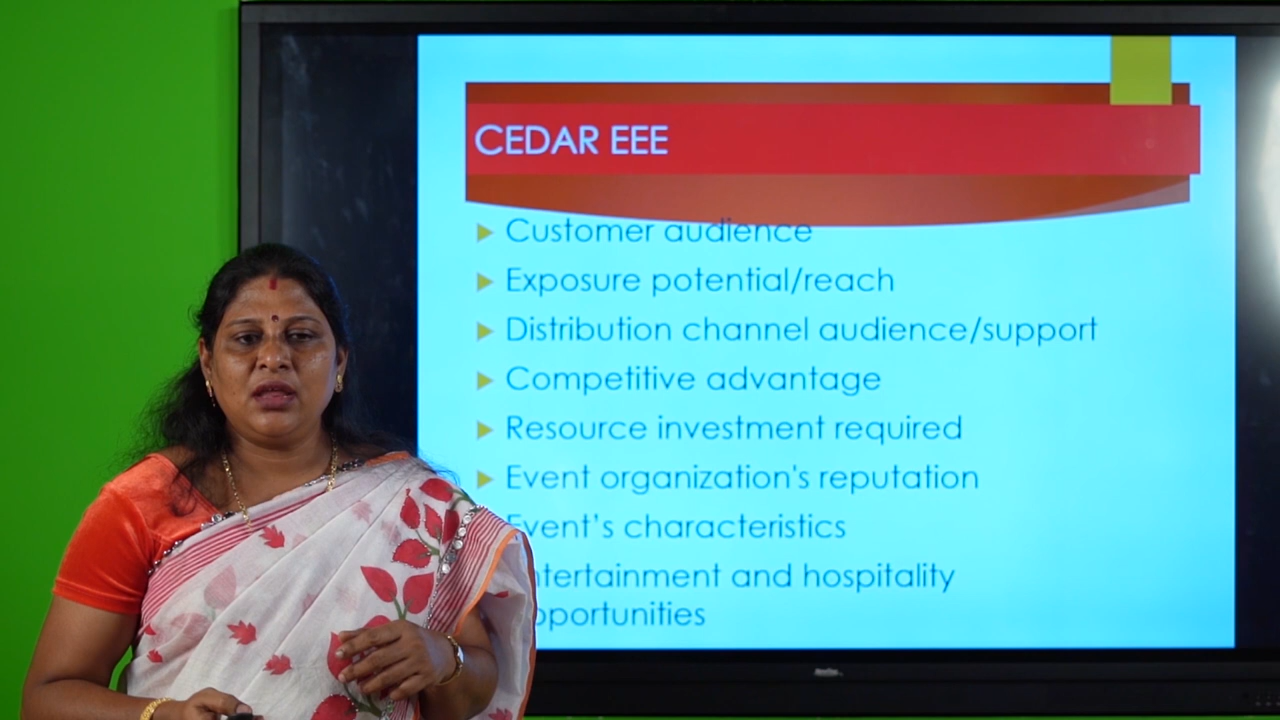 CEDAR EEE
Customer audience
Exposure potential/reach
Distribution channel audience/support
Competitive advantage
Resource investment required
Event organization's reputation
Event’s characteristics
ntertainment and hospitality
pportunities